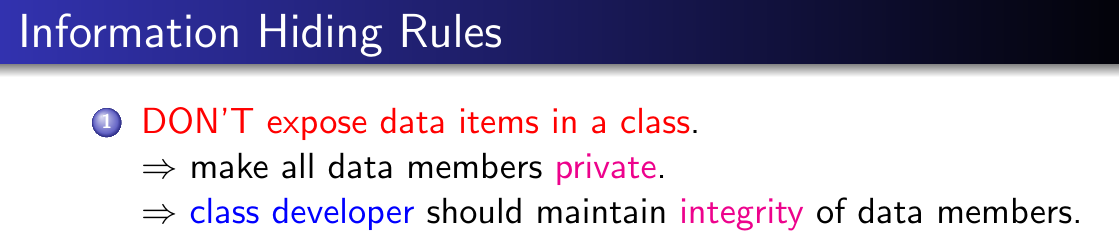 Information Hiding Rules
1 DON'T expose data items in a class.
⇒ make all data members private.
⇒ class developer should maintain integrity of data members.